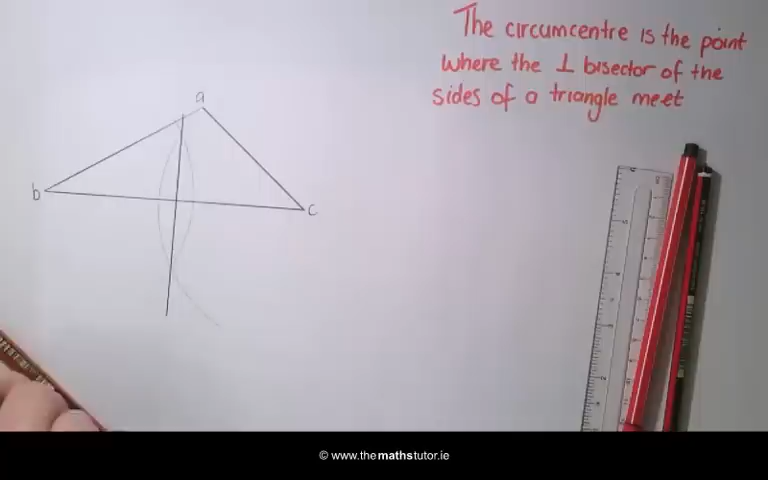 The circumcentre is the point
where the ⊥ bisector of the
sides of a triangle meet
a
b
c
© www.themathstutor.ie